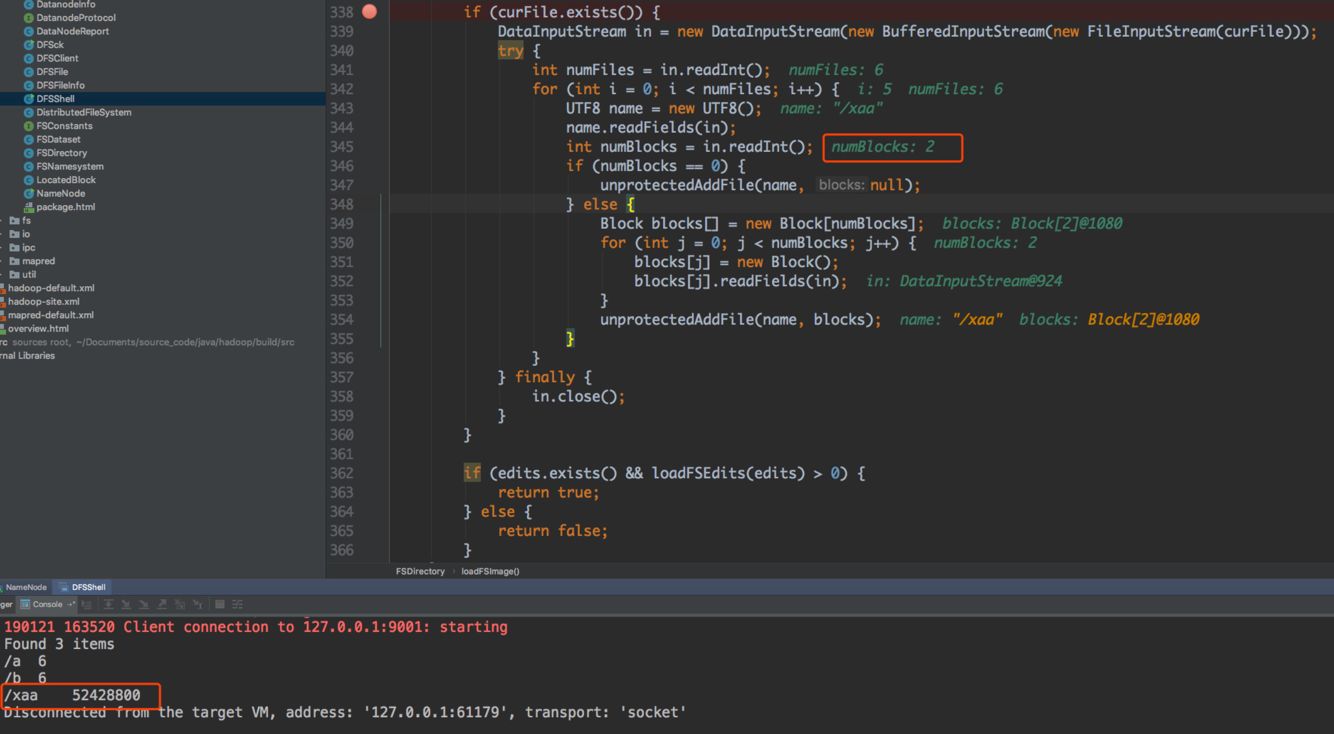 DatanodeInfo
DatanodeProtocol
DataNodeReport
DFSck
DFSClient
DFSFile
DFSFileInfo
DFSShell
DistributedFileSystem
FSConstants
FSDataset
FSDirectory
FSNamesystem
LocatedBlock
NameNode
package.html
fs
io
ipc
mapred
util
hadoop-default.xml
hadoop-site.xml
mapred-default.xml
overview.html
rc sources root, ~/Documents/source_code/java/hadoop/build/src
rnal Libraries
338 if (curFile.exists()) {
339 DataInputStream in = new DataInputStream(new BufferedInputStream(new FileInputStream(curFile)));
340 try {
341 int numFiles = in.readInt(); numFiles: 6
342 for (int i = 0; i < numFiles; i++) { i: 5 numFiles: 6
343 UTF8 name = new UTF8(); name: "/xaa"
344 name.readFields(in);
345 int numBlocks = in.readInt(); numBlocks: 2
346 if (numBlocks == 0) {
347 unprotectedAddFile(name, blocks: null);
348 } else {
349 Block blocks[] = new Block[numBlocks]; blocks: Block[2]@1080
350 for (int j = 0; j < numBlocks; j++) { numBlocks: 2
351 blocks[j] = new Block();
352 blocks[j].readFields(in); in: DataInputStream@924
353 }
354 unprotectedAddFile(name, blocks); name: "/xaa" blocks: Block[2]@1080
355 }
356 }
357 } finally {
358 in.close();
359 }
360 }
361
362 if (edits.exists() && loadFSEdits(edits) > 0) {
363 return true;
364 } else {
365 return false;
366 }
FSDirectory › loadFSImage()
NameNode DFSShell
ger Console
190121 163520 Client connection to 127.0.0.1:9001: starting
Found 3 items
/a 6
/b 6
/xaa 52428800
Disconnected from the target VM, address: '127.0.0.1:61179', transport: 'socket'